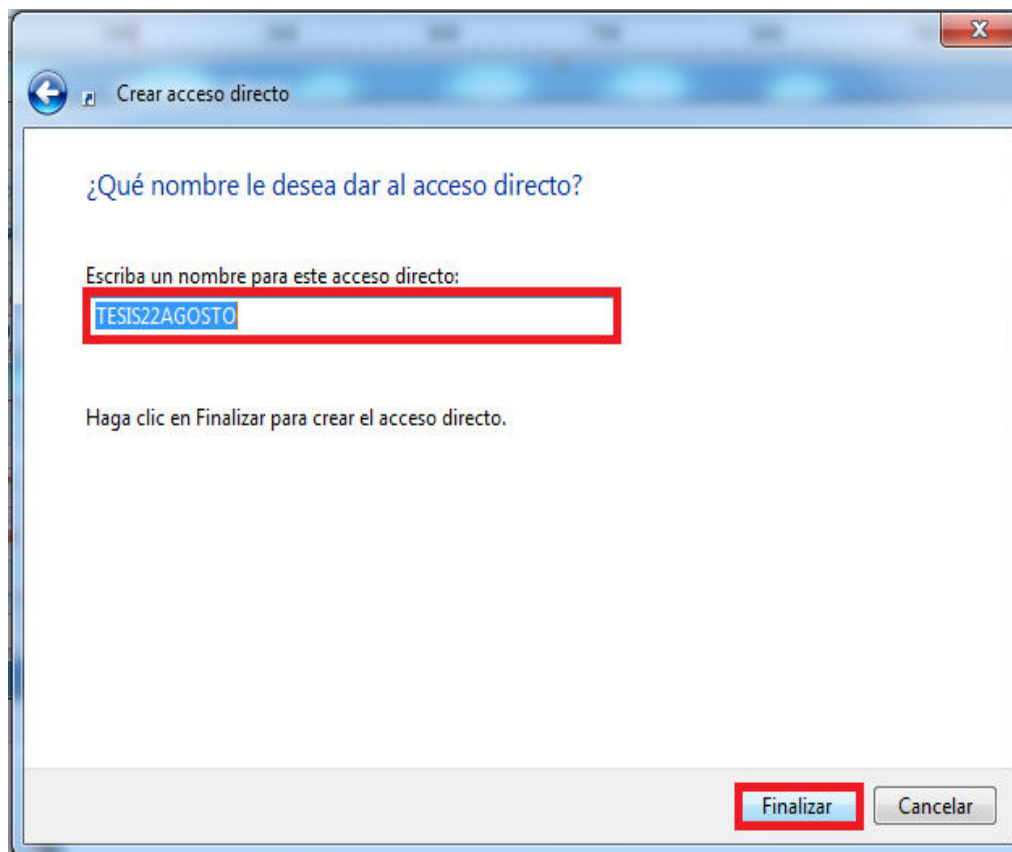 Crear acceso directo
¿Qué nombre le desea dar al acceso directo?
Escriba un nombre para este acceso directo:
TESIS22AGOSTO
Haga clic en Finalizar para crear el acceso directo.
Finalizar Cancelar